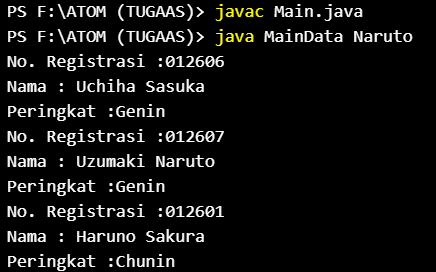 PS F:\ATOM (TUGAAS)> javac Main.java
PS F:\ATOM (TUGAAS)> java MainData Naruto
No. Registrasi :012606
Nama : Uchiha Sasuka
Peringkat :Genin
No. Registrasi :012607
Nama : Uzumaki Naruto
Peringkat :Genin
No. Registrasi :012601
Nama : Haruno Sakura
Peringkat :Chunin